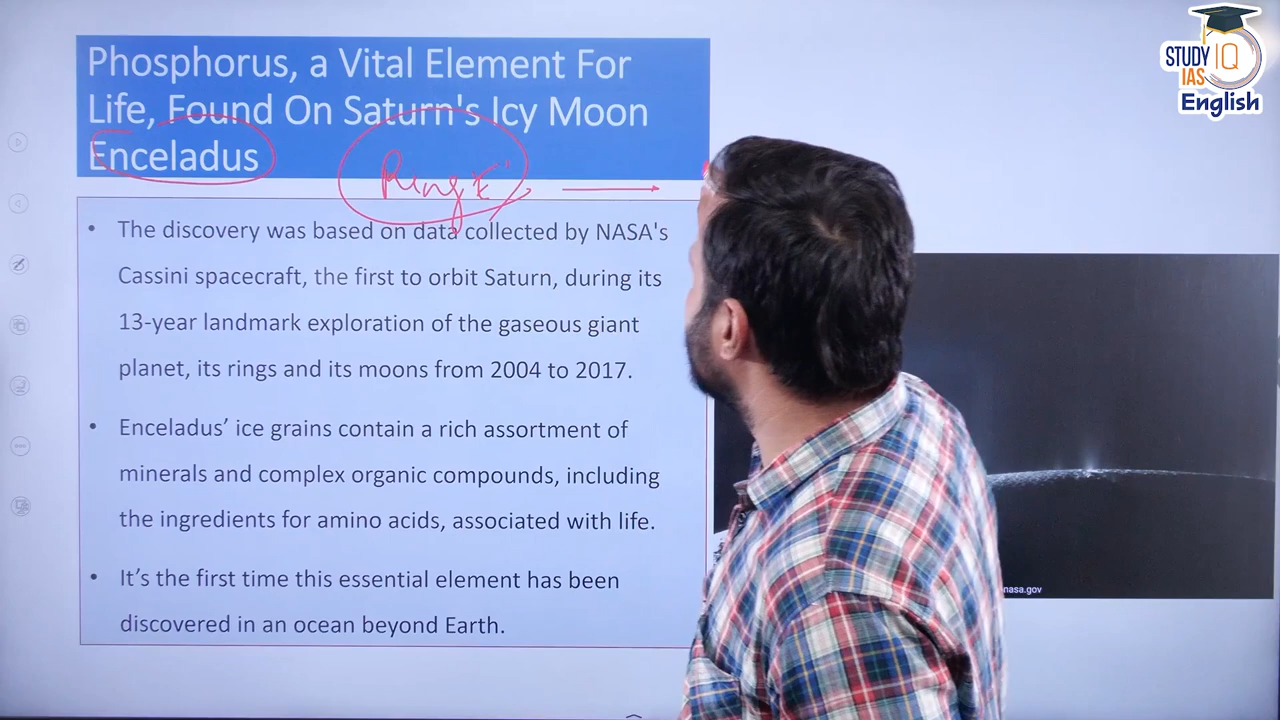 Phosphorus, a Vital Element For
Life, Found On Saturn's Icy Moon
Enceladus
Ring "E"
• The discovery was based on data collected by NASA's
Cassini spacecraft, the first to orbit Saturn, during its
13-year landmark exploration of the gaseous giant
planet, its rings and its moons from 2004 to 2017.
• Enceladus’ ice grains contain a rich assortment of
minerals and complex organic compounds, including
the ingredients for amino acids, associated with life.
• It’s the first time this essential element has been
discovered in an ocean beyond Earth.
nasa.gov
STUDY IQ
IAS
English